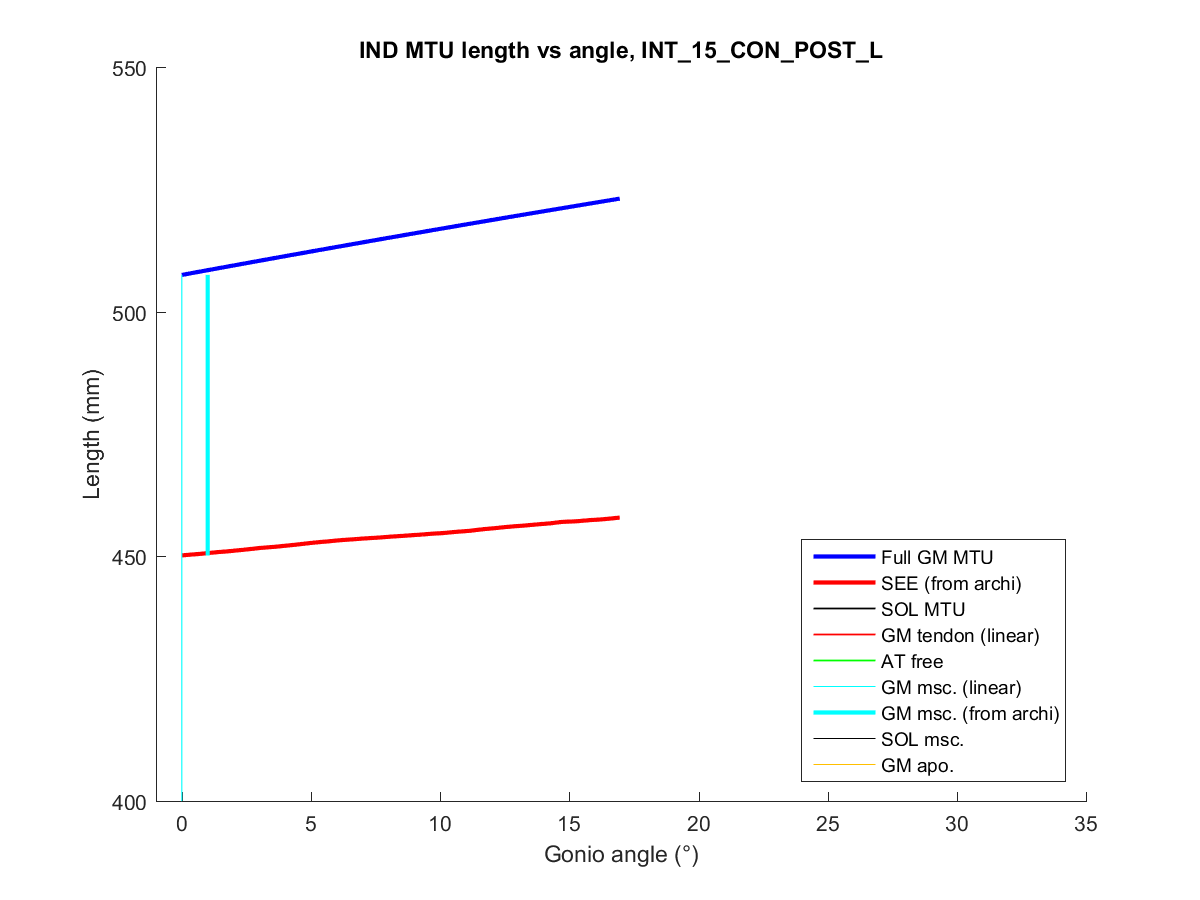 IND MTU length vs angle, INT_15_CON_POST_L
550
500
450
400
Length (mm)
0 5 10 15 20 25 30 35
Gonio angle (°)
Full GM MTU
SEE (from archi)
SOL MTU
GM tendon (linear)
AT free
GM msc. (linear)
GM msc. (from archi)
SOL msc.
GM apo.